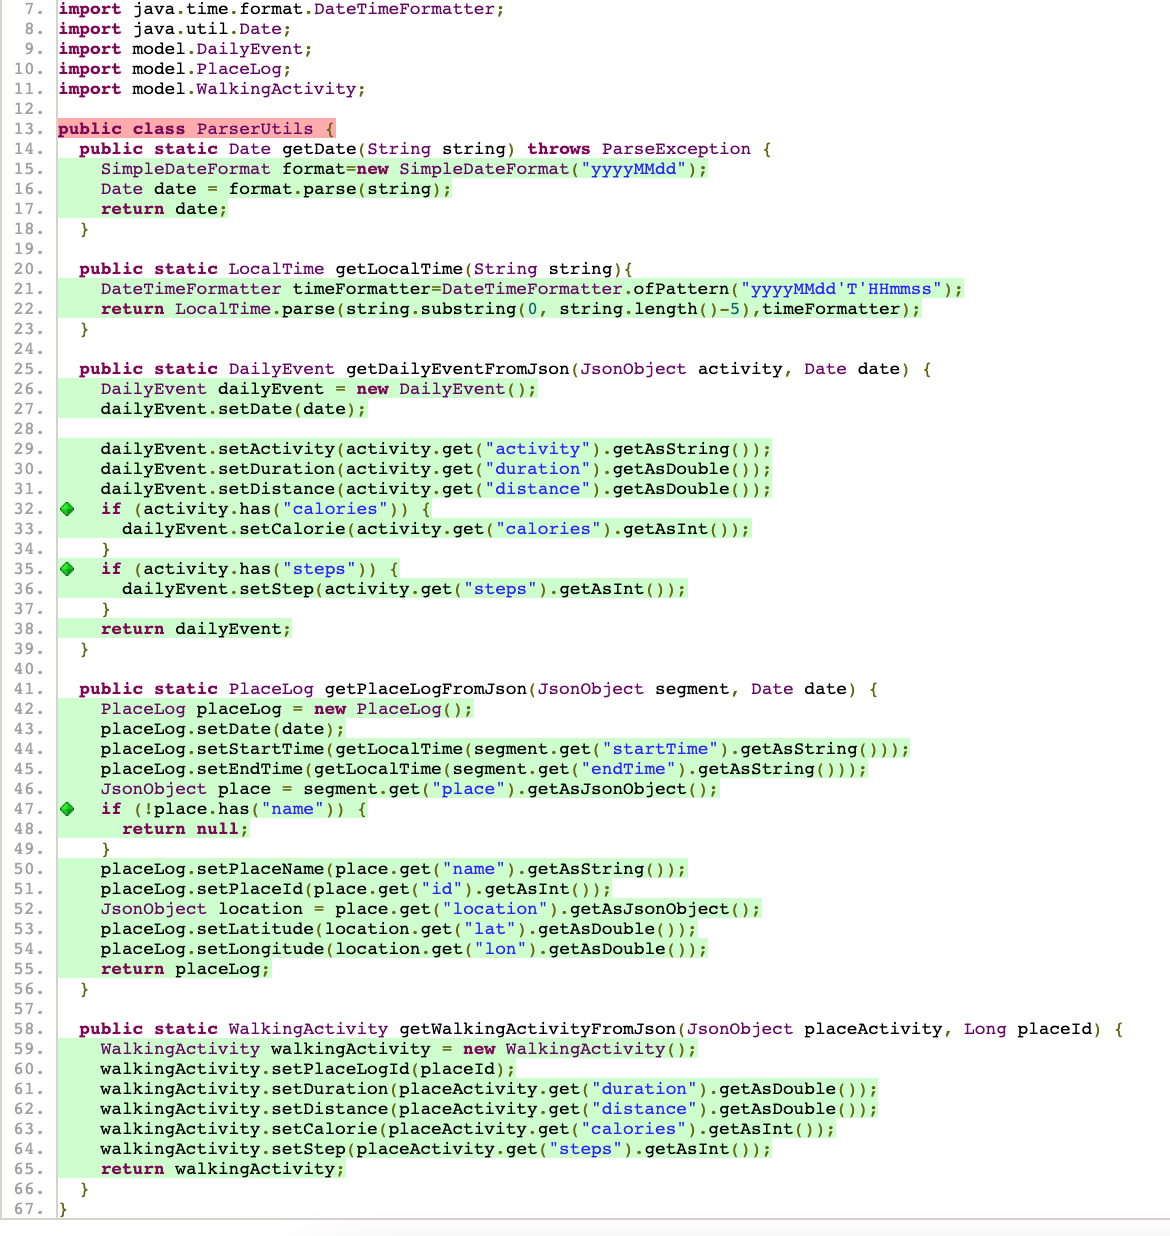 7. import java.time.format.DateTimeFormatter;
8. import java.util.Date;
9. import model.DailyEvent;
10. import model.PlaceLog;
11. import model.WalkingActivity;
12.
13. public class ParserUtils {
14.   public static Date getDate(String string) throws ParseException {
15.     SimpleDateFormat format=new SimpleDateFormat("yyyyMMdd");
16.     Date date = format.parse(string);
17.     return date;
18.   }
19.
20.   public static LocalTime getLocalTime(String string){
21.     DateTimeFormatter timeFormatter=DateTimeFormatter.ofPattern("yyyyMMdd'T'HHmmss");
22.     return LocalTime.parse(string.substring(0, string.length()-5),timeFormatter);
23.   }
24.
25.   public static DailyEvent getDailyEventFromJson(JsonObject activity, Date date) {
26.     DailyEvent dailyEvent = new DailyEvent();
27.     dailyEvent.setDate(date);
28.
29.     dailyEvent.setActivity(activity.get("activity").getAsString());
30.     dailyEvent.setDuration(activity.get("duration").getAsDouble());
31.     dailyEvent.setDistance(activity.get("distance").getAsDouble());
32.     if (activity.has("calories")) {
33.       dailyEvent.setCalorie(activity.get("calories").getAsInt());
34.     }
35.     if (activity.has("steps")) {
36.       dailyEvent.setStep(activity.get("steps").getAsInt());
37.     }
38.     return dailyEvent;
39.   }
40.
41.   public static PlaceLog getPlaceLogFromJson(JsonObject segment, Date date) {
42.     PlaceLog placeLog = new PlaceLog();
43.     placeLog.setDate(date);
44.     placeLog.setStartTime(getLocalTime(segment.get("startTime").getAsString()));
45.     placeLog.setEndTime(getLocalTime(segment.get("endTime").getAsString()));
46.     JsonObject place = segment.get("place").getAsJsonObject();
47.     if (!place.has("name")) {
48.       return null;
49.     }
50.     placeLog.setPlaceName(place.get("name").getAsString());
51.     placeLog.setPlaceId(place.get("id").getAsInt());
52.     JsonObject location = place.get("location").getAsJsonObject();
53.     placeLog.setLatitude(location.get("lat").getAsDouble());
54.     placeLog.setLongitude(location.get("lon").getAsDouble());
55.     return placeLog;
56.   }
57.
58.   public static WalkingActivity getWalkingActivityFromJson(JsonObject placeActivity, Long placeId) {
59.     WalkingActivity walkingActivity = new WalkingActivity();
60.     walkingActivity.setPlaceLogId(placeId);
61.     walkingActivity.setDuration(placeActivity.get("duration").getAsDouble());
62.     walkingActivity.setDistance(placeActivity.get("distance").getAsDouble());
63.     walkingActivity.setCalorie(placeActivity.get("calories").getAsInt());
64.     walkingActivity.setStep(placeActivity.get("steps").getAsInt());
65.     return walkingActivity;
66.   }
67. }